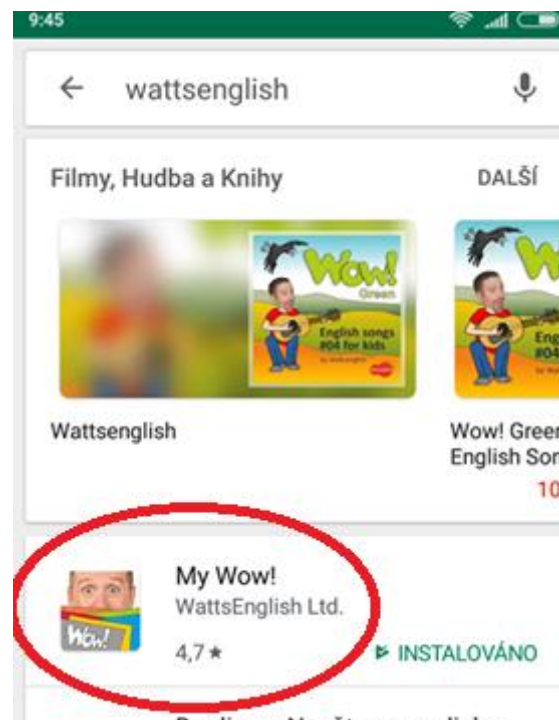 9:45
wattsenglish
Filmy, Hudba a Knihy
DALŠÍ
Wow!
Green
English songs
#04 for kids
Wattsenglish
Wow! Green
English Son
10
My Wow!
WattsEnglish Ltd.
4,7 ★
INSTALOVÁNO
Wow!